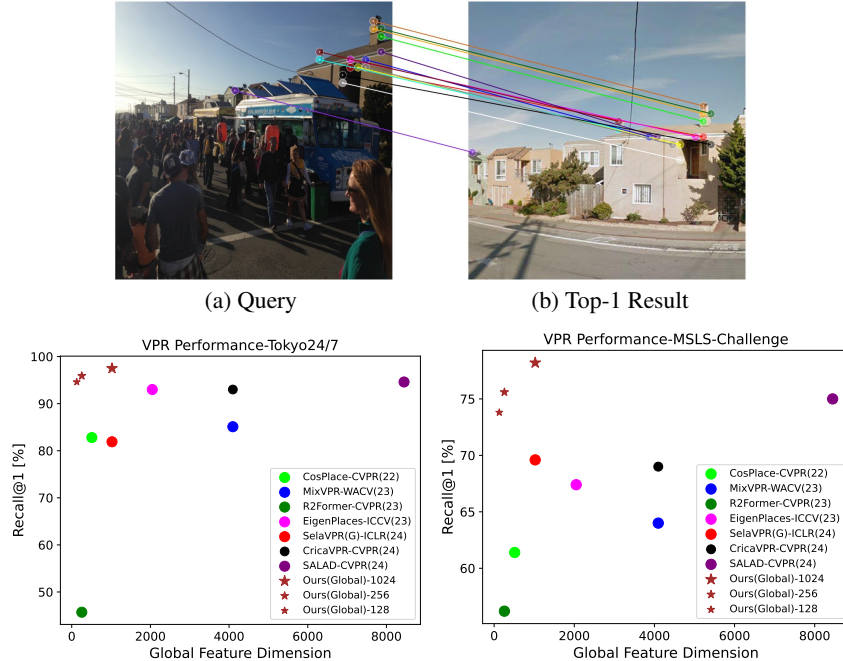 (a) Query
(b) Top-1 Result
VPR Performance-Tokyo24/7
Recall@1 [%]
100
90
80
70
60
50
CosPlace-CVPR(22)
MixVPR-WACV(23)
R2Former-CVPR(23)
EigenPlaces-ICCV(23)
SelaVPR(G)-ICLR(24)
CricaVPR-CVPR(24)
SALAD-CVPR(24)
Ours(Global)-1024
Ours(Global)-256
Ours(Global)-128
0
2000
4000
6000
8000
Global Feature Dimension
VPR Performance-MSLS-Challenge
Recall@1 [%]
75
70
65
60
CosPlace-CVPR(22)
MixVPR-WACV(23)
R2Former-CVPR(23)
EigenPlaces-ICCV(23)
SelaVPR(G)-ICLR(24)
CricaVPR-CVPR(24)
SALAD-CVPR(24)
Ours(Global)-1024
Ours(Global)-256
Ours(Global)-128
0
2000
4000
6000
8000
Global Feature Dimension